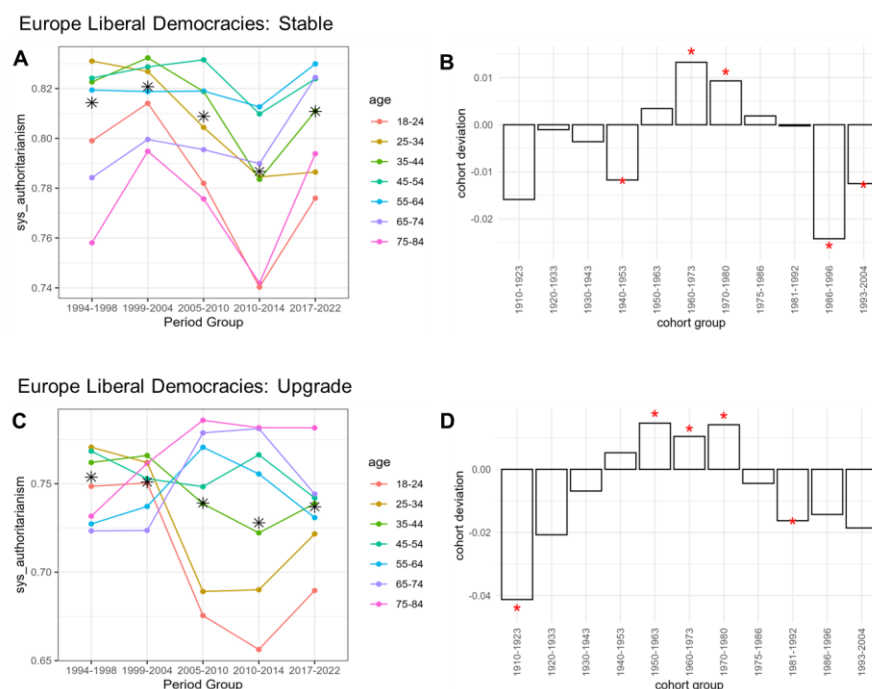 Europe Liberal Democracies: Stable
A
sys_authoritarianism
0.82
0.80
0.78
0.76
0.74
1994-1998 1999-2004 2005-2010 2010-2014 2017-2022
Period Group
age
18-24
25-34
35-44
45-54
55-64
65-74
75-84
B
cohort deviation
0.01
0.00
-0.01
-0.02
1910-1923
1920-1933
1930-1943
1940-1953
1950-1963
1960-1973
1970-1980
1975-1986
1981-1992
1986-1996
1993-2004
cohort group
Europe Liberal Democracies: Upgrade
C
sys_authoritarianism
0.75
0.70
0.65
1994-1998 1999-2004 2005-2010 2010-2014 2017-2022
Period Group
age
18-24
25-34
35-44
45-54
55-64
65-74
75-84
D
cohort deviation
0.00
-0.02
-0.04
1910-1923
1920-1933
1930-1943
1940-1953
1950-1963
1960-1973
1970-1980
1975-1986
1981-1992
1986-1996
1993-2004
cohort group